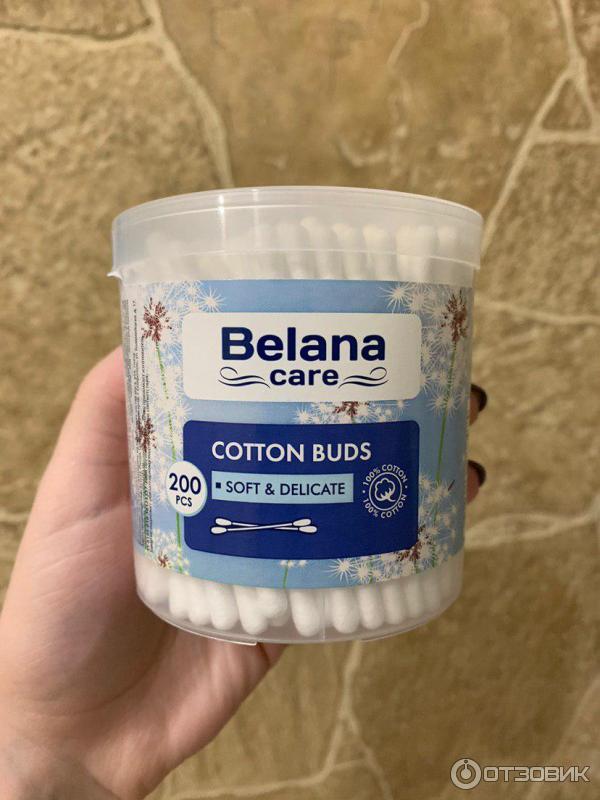 Belana
care
COTTON BUDS
200
PCS
SOFT & DELICATE
100% COTTON
100% COTTON
ОТЗОВИК